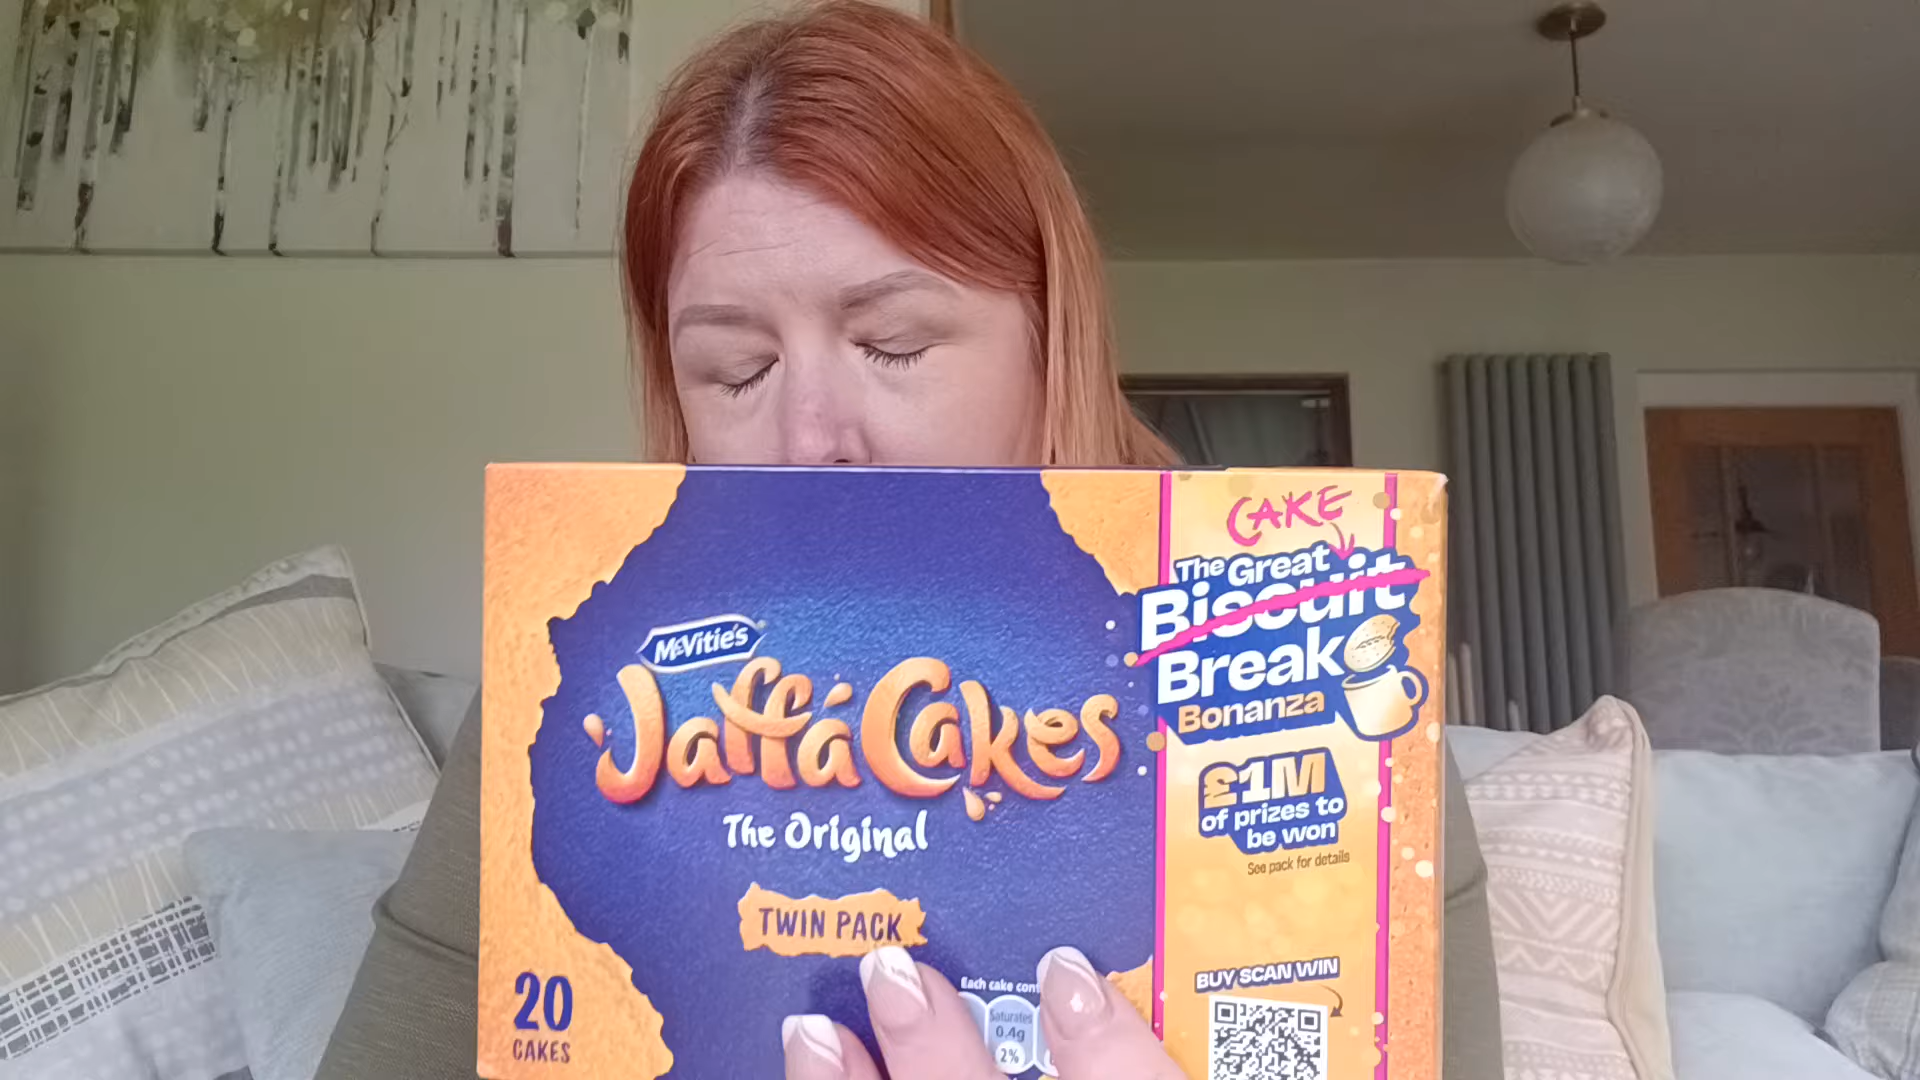 McVitie's
Jaffa Cakes
The Original
TWIN PACK
20
CAKES
Each cake
Saturates
0.4g
2%
CAKE
The Great
Biscuit
Break
Bonanza
£1M
of prizes to
be won
See pack for details
BUY SCAN WIN